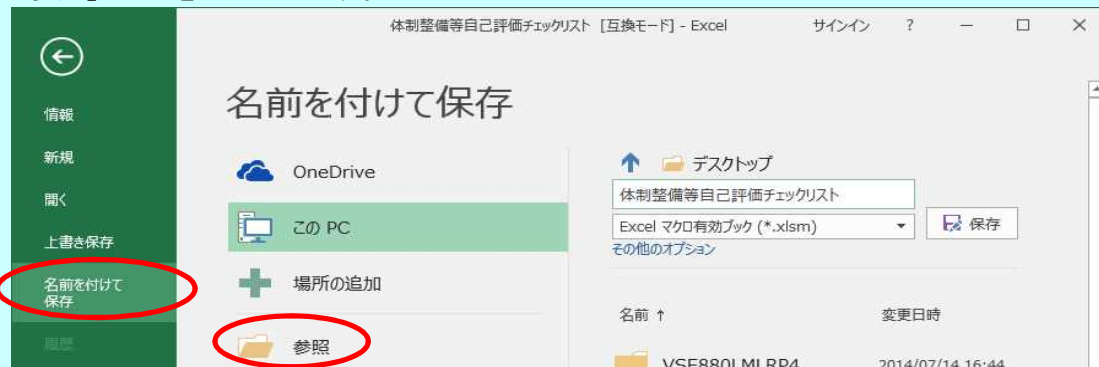 体制整備等自己評価チェックリスト [互換モード] - Excel
サインイン
?
名前を付けて保存
情報
新規
開く
上書き保存
名前を付けて
保存
履歴
OneDrive
この PC
場所の追加
参照
デスクトップ
体制整備等自己評価チェックリスト
Excel マクロ有効ブック (*.xlsm)
保存
その他のオプション
名前 ↑
変更日時
2014/07/14 16:44